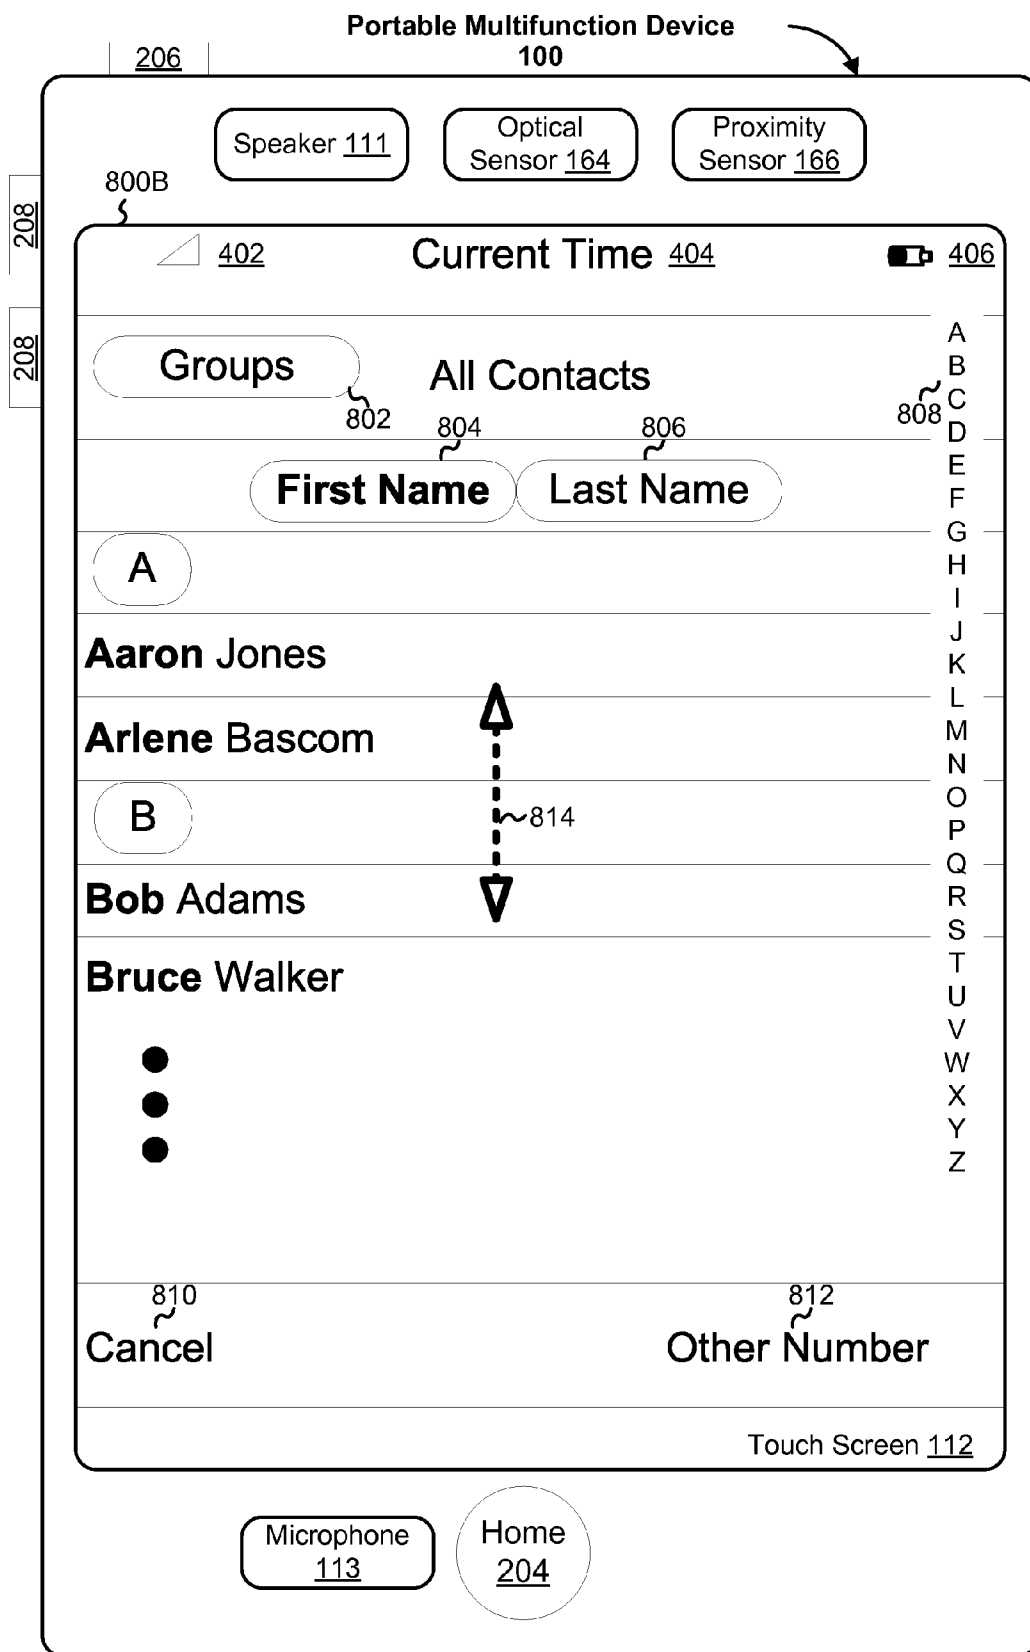 Portable Multifunction Device
100
206
Speaker 111
Optical
Sensor 164
Proximity
Sensor 166
800B
208
208
402
Current Time 404
406
Groups
802
All Contacts
808
804
806
First Name
Last Name
A
Aaron Jones
Arlene Bascom
B
814
Bob Adams
Bruce Walker
A
B
C
D
E
F
G
H
I
J
K
L
M
N
O
P
Q
R
S
T
U
V
W
X
Y
Z
810
Cancel
812
Other Number
Touch Screen 112
Microphone
113
Home
204